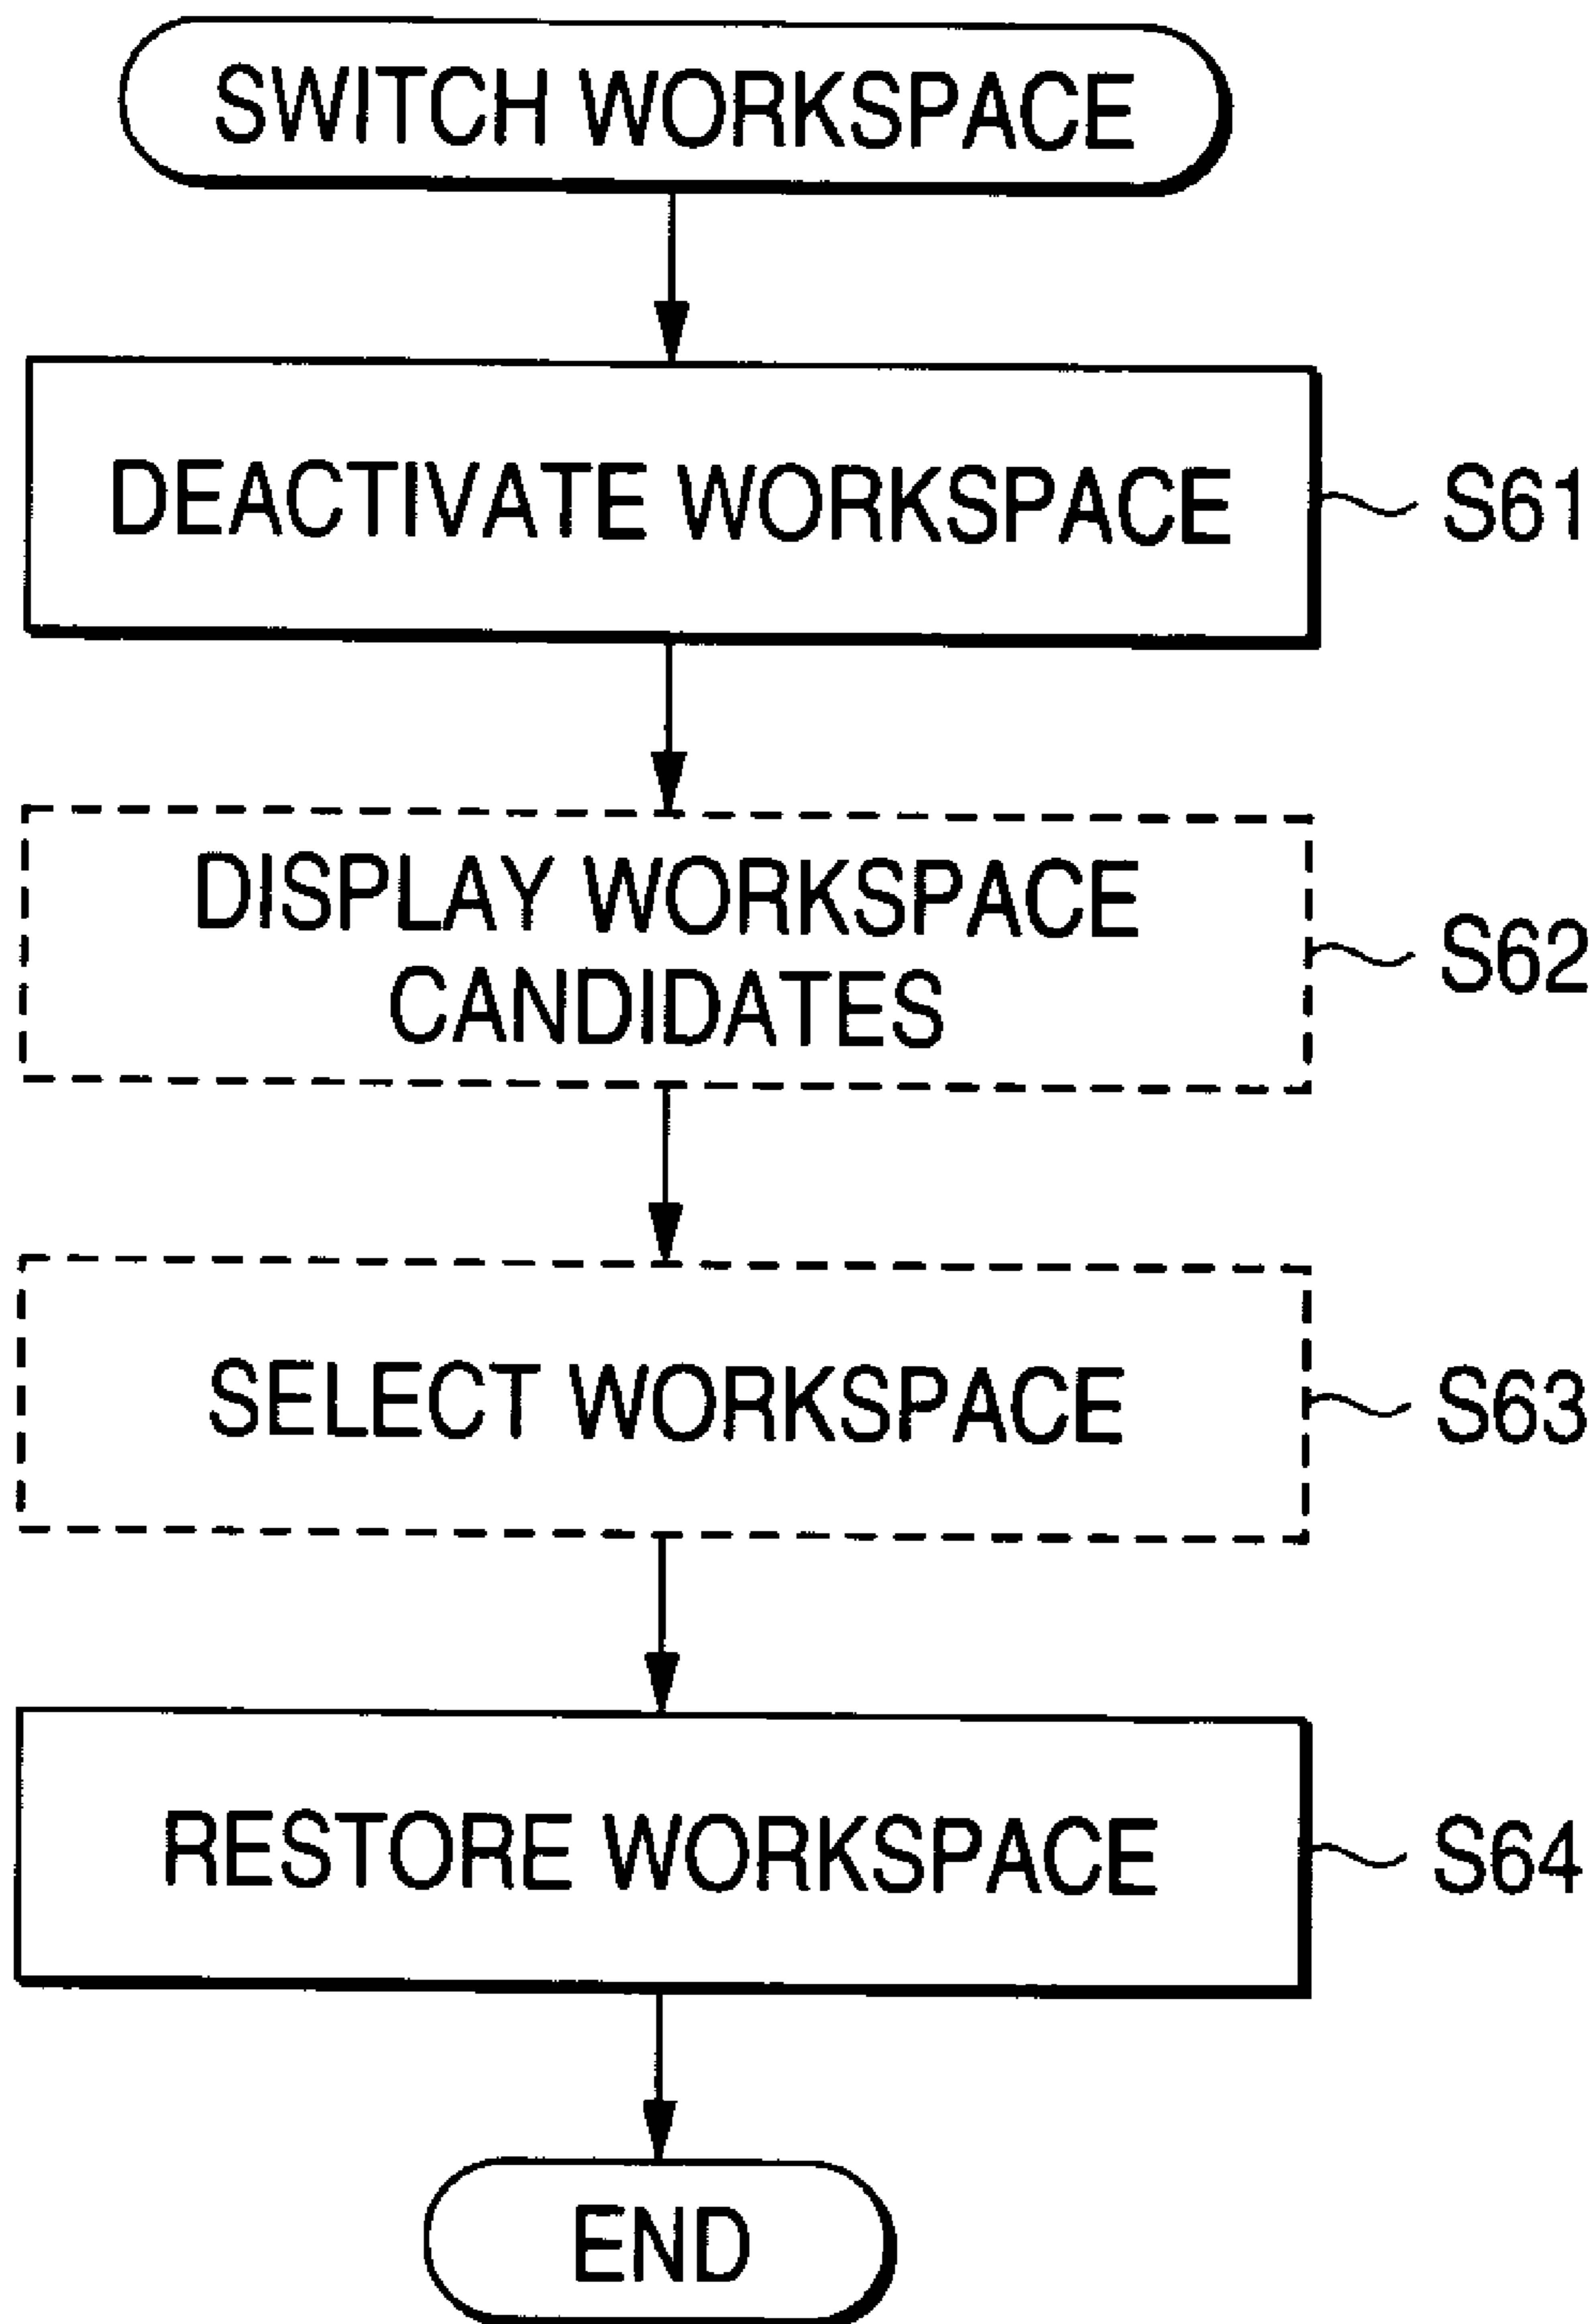 SWITCH WORKSPACE
DEACTIVATE WORKSPACE
S61
DISPLAY WORKSPACE
CANDIDATES
S62
SELECT WORKSPACE
S63
RESTORE WORKSPACE
S64
END